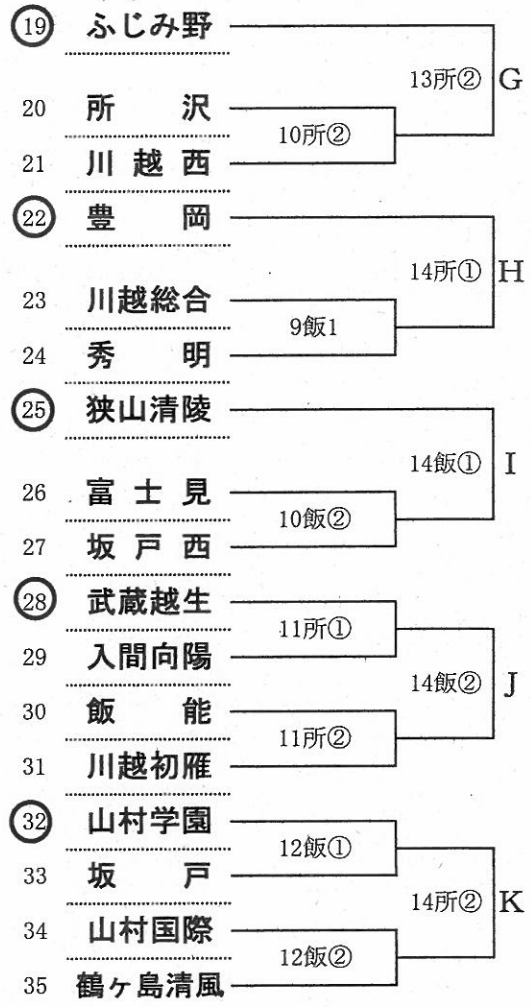 ⑲ ふじみ野
13所② G
20 所沢
10所②
21 川越西
㉒ 豊岡
14所① H
23 川越総合
9飯1
24 秀明
㉕ 狭山清陵
14飯① I
26 富士見
10飯②
27 坂戸西
㉘ 武蔵越生
11所①
29 入間向陽
14飯② J
30 飯能
11所②
31 川越初雁
㉜ 山村学園
12飯①
33 坂戸
14所② K
34 山村国際
12飯②
35 鶴ヶ島清風